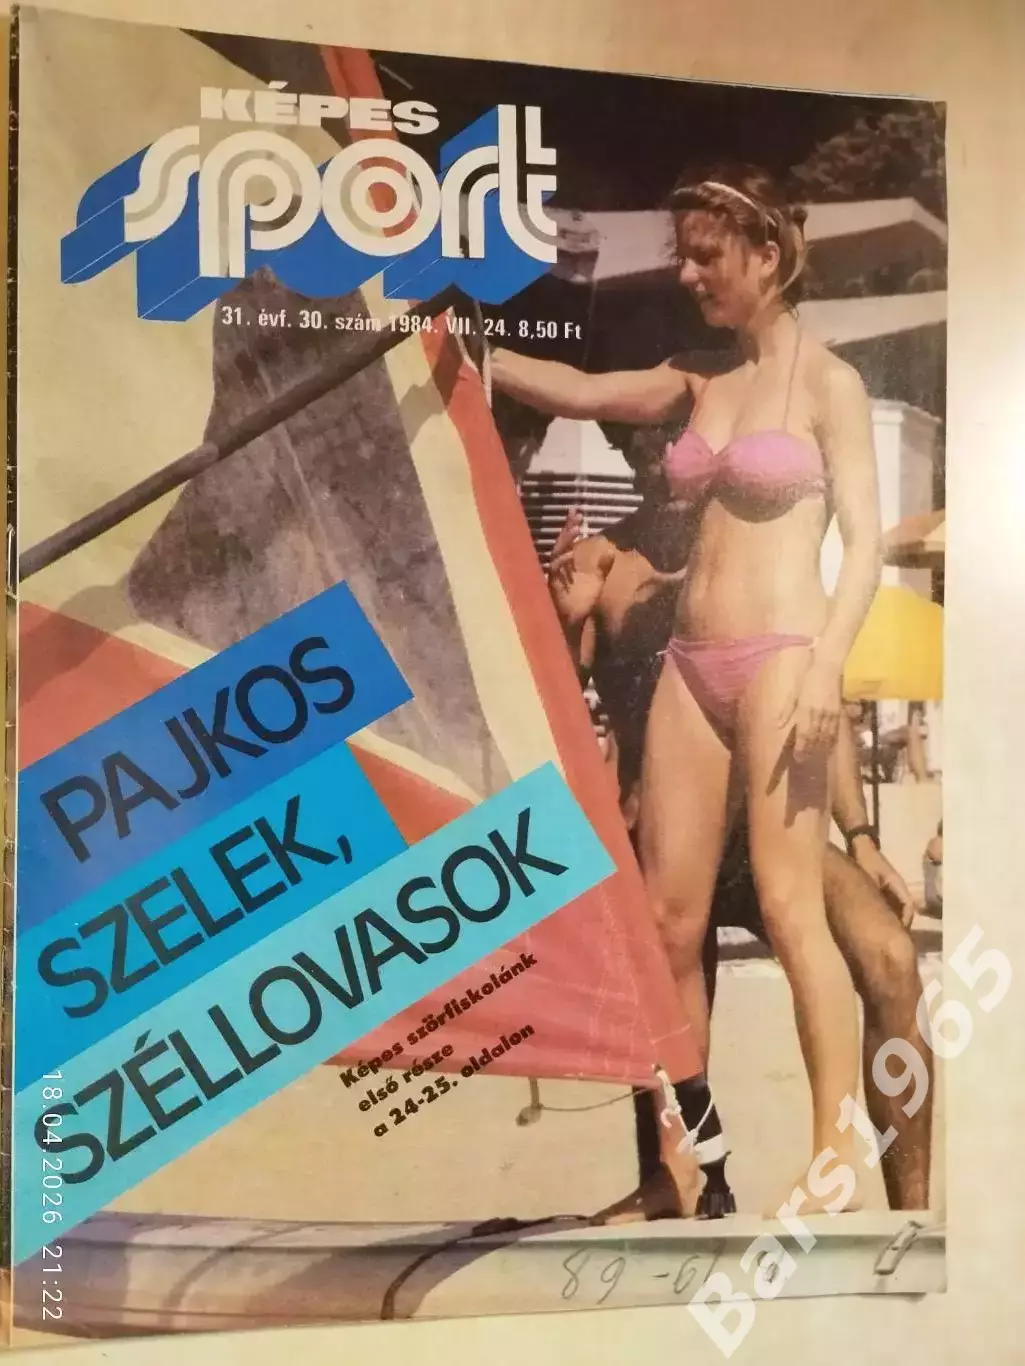 KÉPES
sport
31. évf. 30. szám 1984. VII. 24. 8,50 Ft
PAJKOS
SZELEK,
SZÉLLOVASOK
Képes szörfiskolánk
első része
a 24-25. oldalon
18.04.2026 21:22
Bars1965